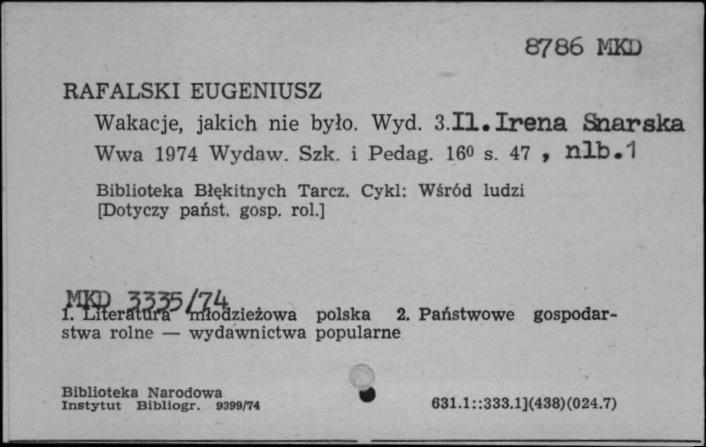 8786 MKD
RAFALSKI EUGENIUSZ
Wakacje, jakich nie było. Wyd. 3.Il.Irena Snarska
Wwa 1974 Wydaw. Szk. i Pedag. 16⁰ s. 47 , nlb.1
Biblioteka Błękitnych Tarcz. Cykl: Wśród ludzi
[Dotyczy państ. gosp. rol.]
MKD 3335/74
1. Literatura młodzieżowa polska 2. Państwowe gospodar-
stwa rolne — wydawnictwa popularne
Biblioteka Narodowa
Instytut Bibliogr. 9399/74
631.1::333.1](438)(024.7)